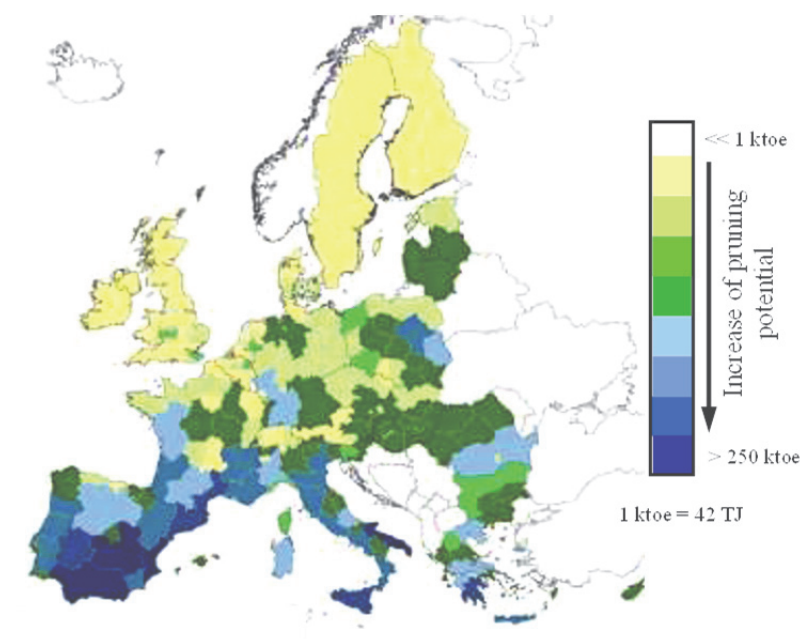 << 1 ktoe
Increase of pruning
potential
> 250 ktoe
1 ktoe = 42 TJ